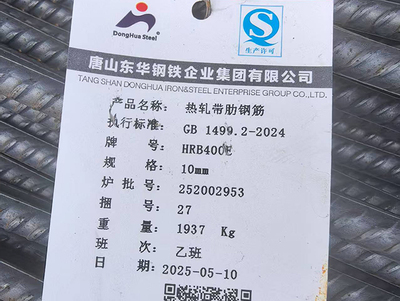 DongHua Steel
生产许可
唐山东华钢铁企业集团有限公司
TANG SHAN DONGHUA IRON&STEEL ENTERPRISE GROUP CO.,LTD.
产品名称: 热轧带肋钢筋
执行标准: GB 1499.2-2024
牌 号: HRB400E
规 格: 10mm
炉 批 号: 252002953
捆 号: 27
重 量: 1937 Kg
班 次: 乙班
日 期: 2025-05-10